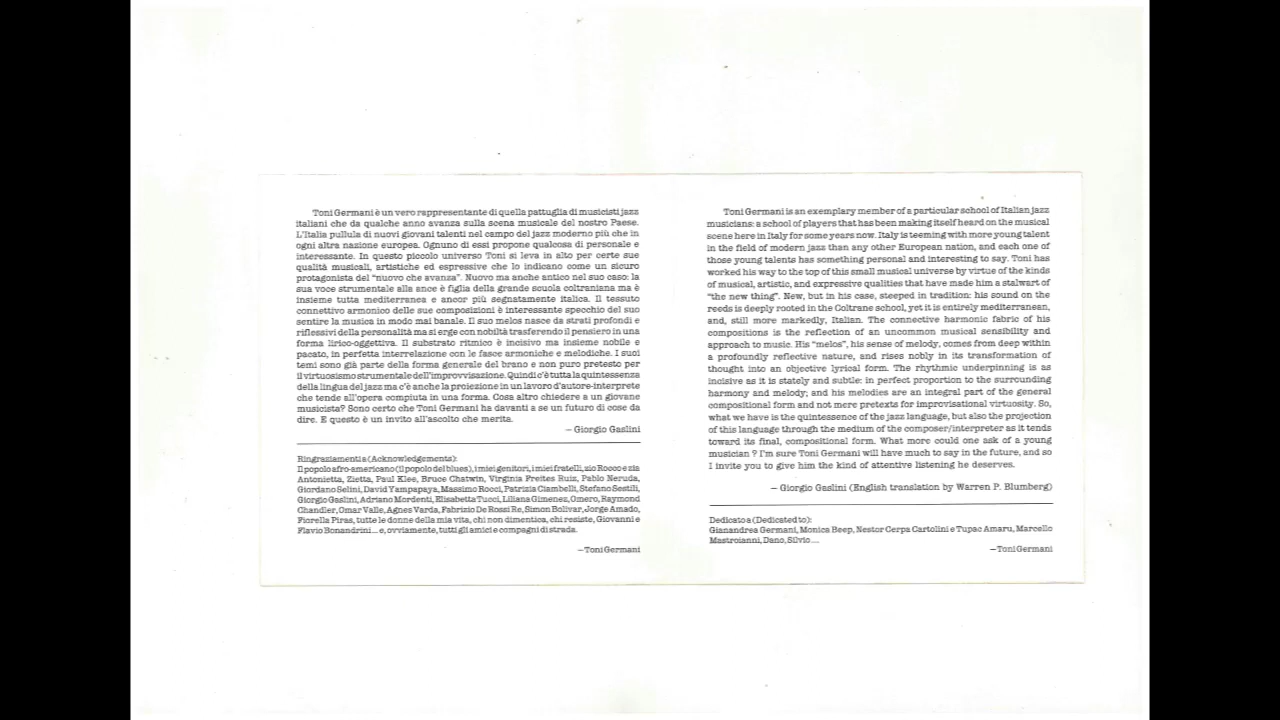 Toni Germani è un vero rappresentante di quella pattuglia di musicisti jazz
italiani che da qualche anno avanza sulla scena musicale del nostro Paese.
L'Italia pullula di nuovi giovani talenti nel campo del jazz moderno più che in
ogni altra nazione europea. Ognuno di essi propone qualcosa di personale e
interessante. In questo piccolo universo Toni si leva in alto per certe sue
qualità musicali, artistiche ed espressive che lo indicano come un sicuro
protagonista del "nuovo che avanza". Nuovo ma anche antico nel suo caso: la
sua voce strumentale alla ance è figlia della grande scuola coltraniana ma è
insieme tutta mediterranea e ancor più segnatamente italica. Il tessuto
connettivo armonico delle sue composizioni è interessante specchio del suo
sentire la musica in modo mai banale. Il suo melos nasce da strati profondi e
riflessivi della personalità ma si erge con nobiltà trasferendo il pensiero in una
forma lirico-oggettiva. Il substrato ritmico è incisivo ma insieme nobile e
pacato, in perfetta interrelazione con le fasce armoniche e melodiche. I suoi
temi sono già parte della forma generale del brano e non puro pretesto per
il virtuosismo strumentale dell'improvvisazione. Quindi c'è tutta la quintessenza
della lingua del jazz ma c'è anche la proiezione in un lavoro d'autore-interprete
che tende all'opera compiuta in una forma. Cosa altro chiedere a un giovane
musicista? Sono certo che Toni Germani ha davanti a se un futuro di cose da
dire. E questo è un invito all'ascolto che merita.
— Giorgio Gaslini
Ringraziamenti a (Acknowledgements):
Il popolo afro-americano (il popolo del blues), i miei genitori, i miei fratelli, zio Rocco e zia
Antonietta, Zietta, Paul Klee, Bruce Chatwin, Virginia Freites Ruiz, Pablo Neruda,
Giordano Selini, David Yampapaya, Massimo Rocci, Patrizia Ciambelli, Stefano Sestili,
Giorgio Gaslini, Adriano Mordenti, Elisabetta Tucci, Liliana Gimenez, Omero, Raymond
Chandler, Omar Valle, Agnes Varda, Fabrizio De Rossi Re, Simon Bolivar, Jorge Amado,
Fiorella Piras, tutte le donne della mia vita, chi non dimentica, chi resiste, Giovanni e
Flavio Bonandrini... e, ovviamente, tutti gli amici e compagni di strada.
—Toni Germani
Toni Germani is an exemplary member of a particular school of Italian jazz
musicians: a school of players that has been making itself heard on the musical
scene here in Italy for some years now. Italy is teeming with more young talent
in the field of modern jazz than any other European nation, and each one of
those young talents has something personal and interesting to say. Toni has
worked his way to the top of this small musical universe by virtue of the kinds
of musical, artistic, and expressive qualities that have made him a stalwart of
"the new thing". New, but in his case, steeped in tradition: his sound on the
reeds is deeply rooted in the Coltrane school, yet it is entirely mediterranean,
and, still more markedly, Italian. The connective harmonic fabric of his
compositions is the reflection of an uncommon musical sensibility and
approach to music. His "melos", his sense of melody, comes from deep within
a profoundly reflective nature, and rises nobly in its transformation of
thought into an objective lyrical form. The rhythmic underpinning is as
incisive as it is stately and subtle: in perfect proportion to the surrounding
harmony and melody; and his melodies are an integral part of the general
compositional form and not mere pretexts for improvisational virtuosity. So,
what we have is the quintessence of the jazz language, but also the projection
of this language through the medium of the composer/interpreter as it tends
toward its final, compositional form. What more could one ask of a young
musician ? I'm sure Toni Germani will have much to say in the future, and so
I invite you to give him the kind of attentive listening he deserves.
— Giorgio Gaslini (English translation by Warren P. Blumberg)
Dedicato a (Dedicated to):
Gianandrea Germani, Monica Beep, Nestor Cerpa Cartolini e Tupac Amaru, Marcello
Mastroianni, Dano, Silvio....
—Toni Germani